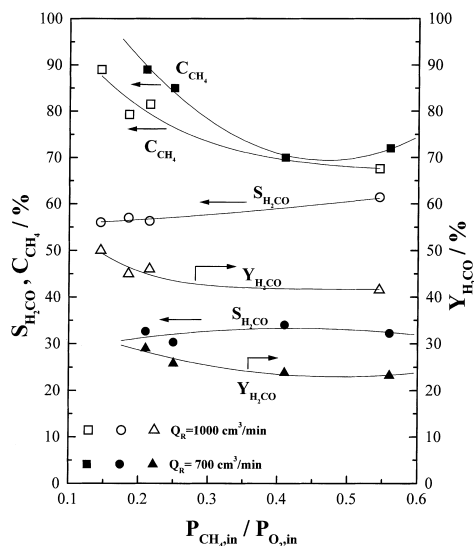 S_H₂CO , C_CH₄ / %
100
90
80
70
60
50
40
30
20
10
0
C_CH₄
C_CH₄
S_H₂CO
Y_H₂CO
S_H₂CO
Y_H₂CO
Q_R=1000 cm³/min
Q_R= 700 cm³/min
100
90
80
70
60
50
40
30
20
10
0
Y_H₂CO / %
0.1 0.2 0.3 0.4 0.5 0.6
P_CH₄,in / P_O₂,in